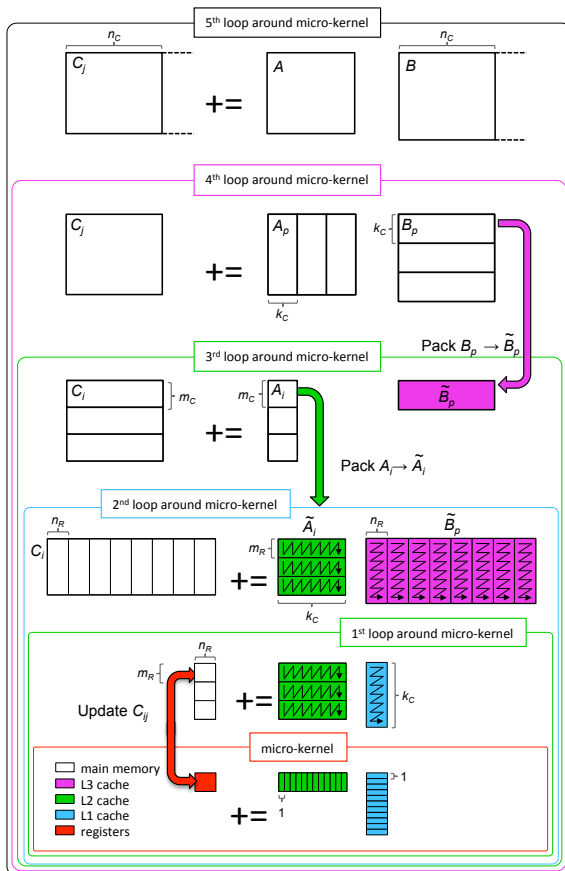 5th loop around micro-kernel
nC nC
Cj A B
+=
4th loop around micro-kernel
Cj Ap kC Bp
+=
kC
Pack Bp → B̃p
3rd loop around micro-kernel
Ci mC mC Ai B̃p
+=
Pack Ai → Ãi
2nd loop around micro-kernel
nR Ãi nR B̃p
Ci mR
+=
kC
1st loop around micro-kernel
nR
mR
+= kC
Update Cij
micro-kernel
main memory 1
L3 cache
L2 cache
+=
L1 cache 1
registers